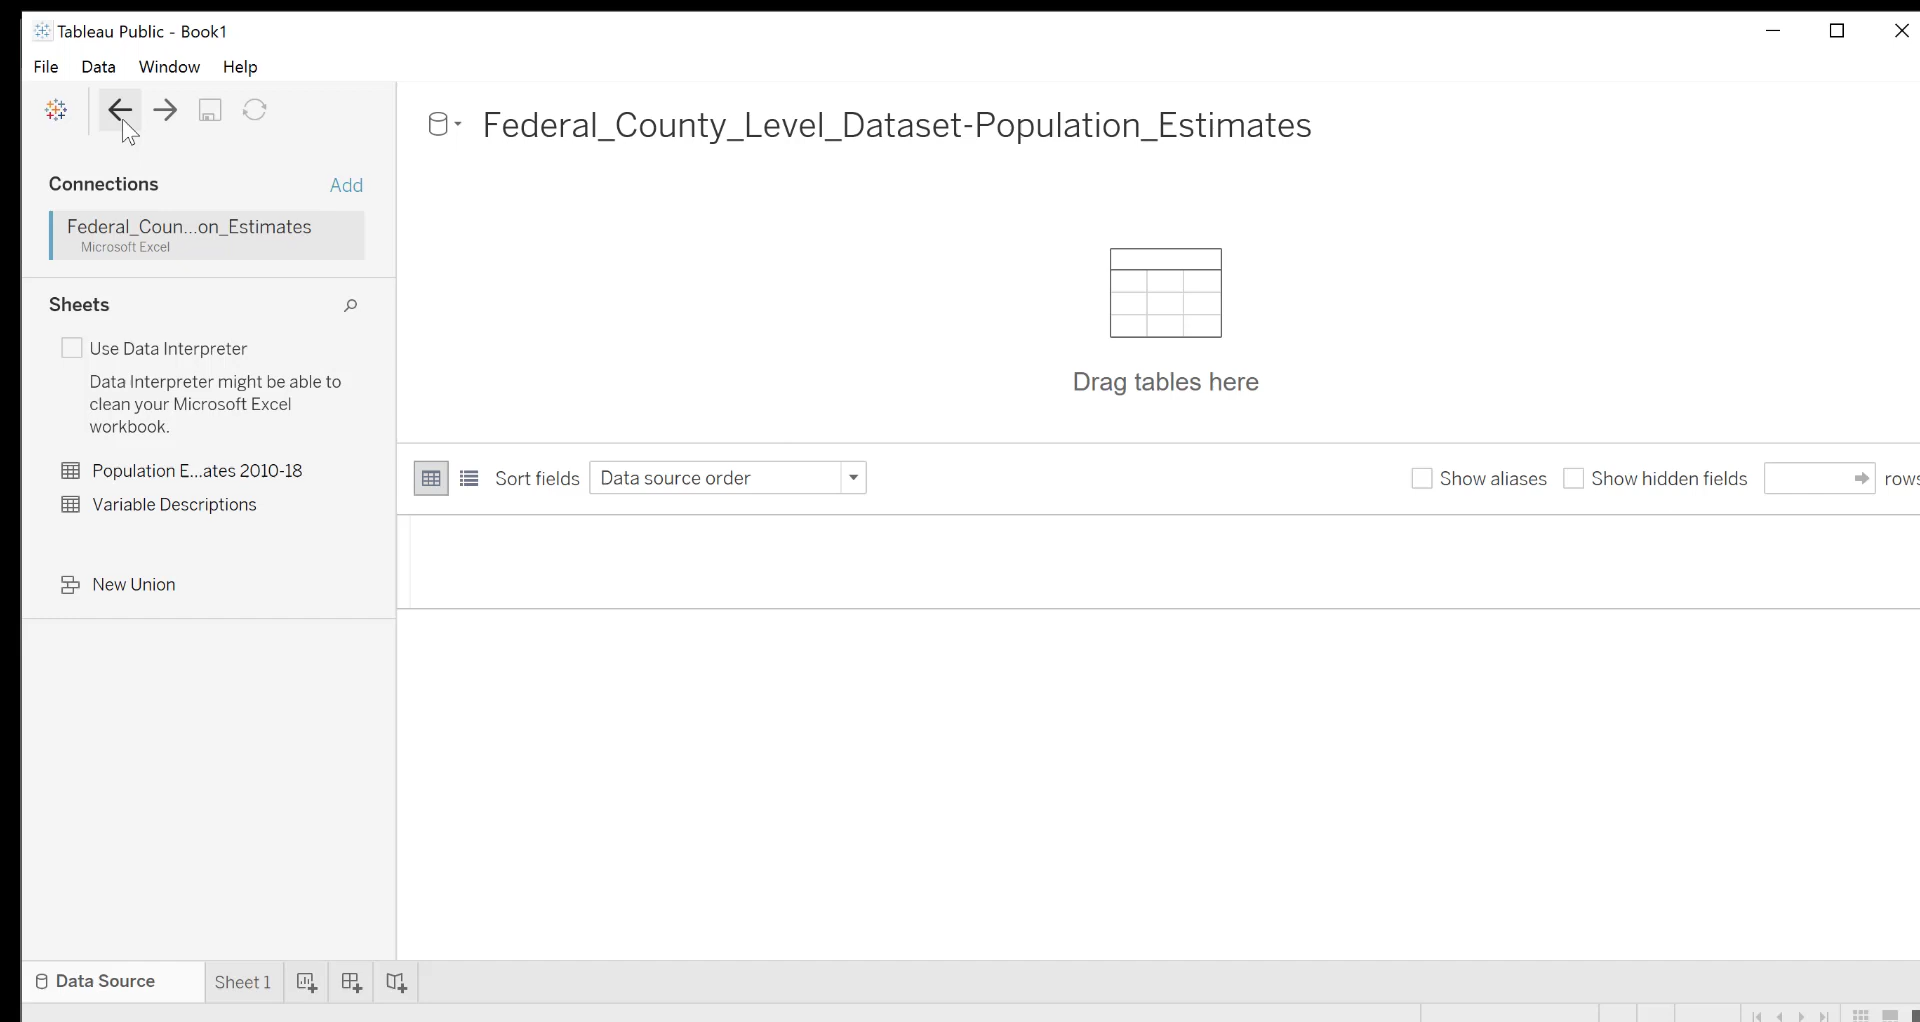 Tableau Public - Book1
File Data Window Help
Federal_County_Level_Dataset-Population_Estimates
Connections Add
Federal_Coun...on_Estimates
Microsoft Excel
Sheets
Use Data Interpreter
Data Interpreter might be able to
clean your Microsoft Excel
workbook.
Population E...ates 2010-18
Variable Descriptions
New Union
Drag tables here
Sort fields Data source order Show aliases Show hidden fields rows
Data Source Sheet 1